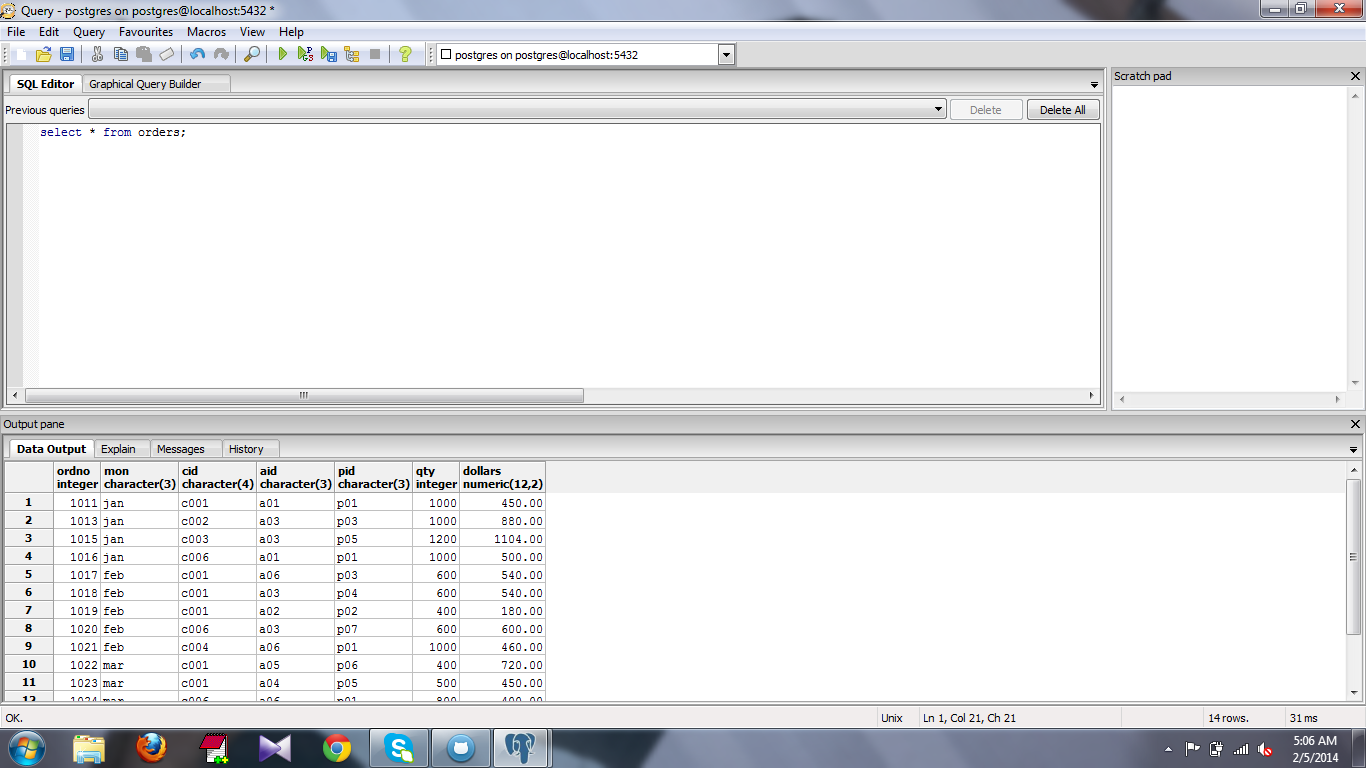 Query - postgres on postgres@localhost:5432 *
File Edit Query Favourites Macros View Help
postgres on postgres@localhost:5432
SQL Editor Graphical Query Builder
Scratch pad
Previous queries Delete Delete All
select * from orders;
Output pane
Data Output Explain Messages History
ordno mon cid aid pid qty dollars
integer character(3) character(4) character(3) character(3) integer numeric(12,2)
1 1011 jan c001 a01 p01 1000 450.00
2 1013 jan c002 a03 p03 1000 880.00
3 1015 jan c003 a03 p05 1200 1104.00
4 1016 jan c006 a01 p01 1000 500.00
5 1017 feb c001 a06 p03 600 540.00
6 1018 feb c001 a03 p04 600 540.00
7 1019 feb c001 a02 p02 400 180.00
8 1020 feb c006 a03 p07 600 600.00
9 1021 feb c004 a06 p01 1000 460.00
10 1022 mar c001 a05 p06 400 720.00
11 1023 mar c001 a04 p05 500 450.00
12 1024 mar c006 a06 p01 800 400.00
OK. Unix Ln 1, Col 21, Ch 21 14 rows. 31 ms
5:06 AM
2/5/2014